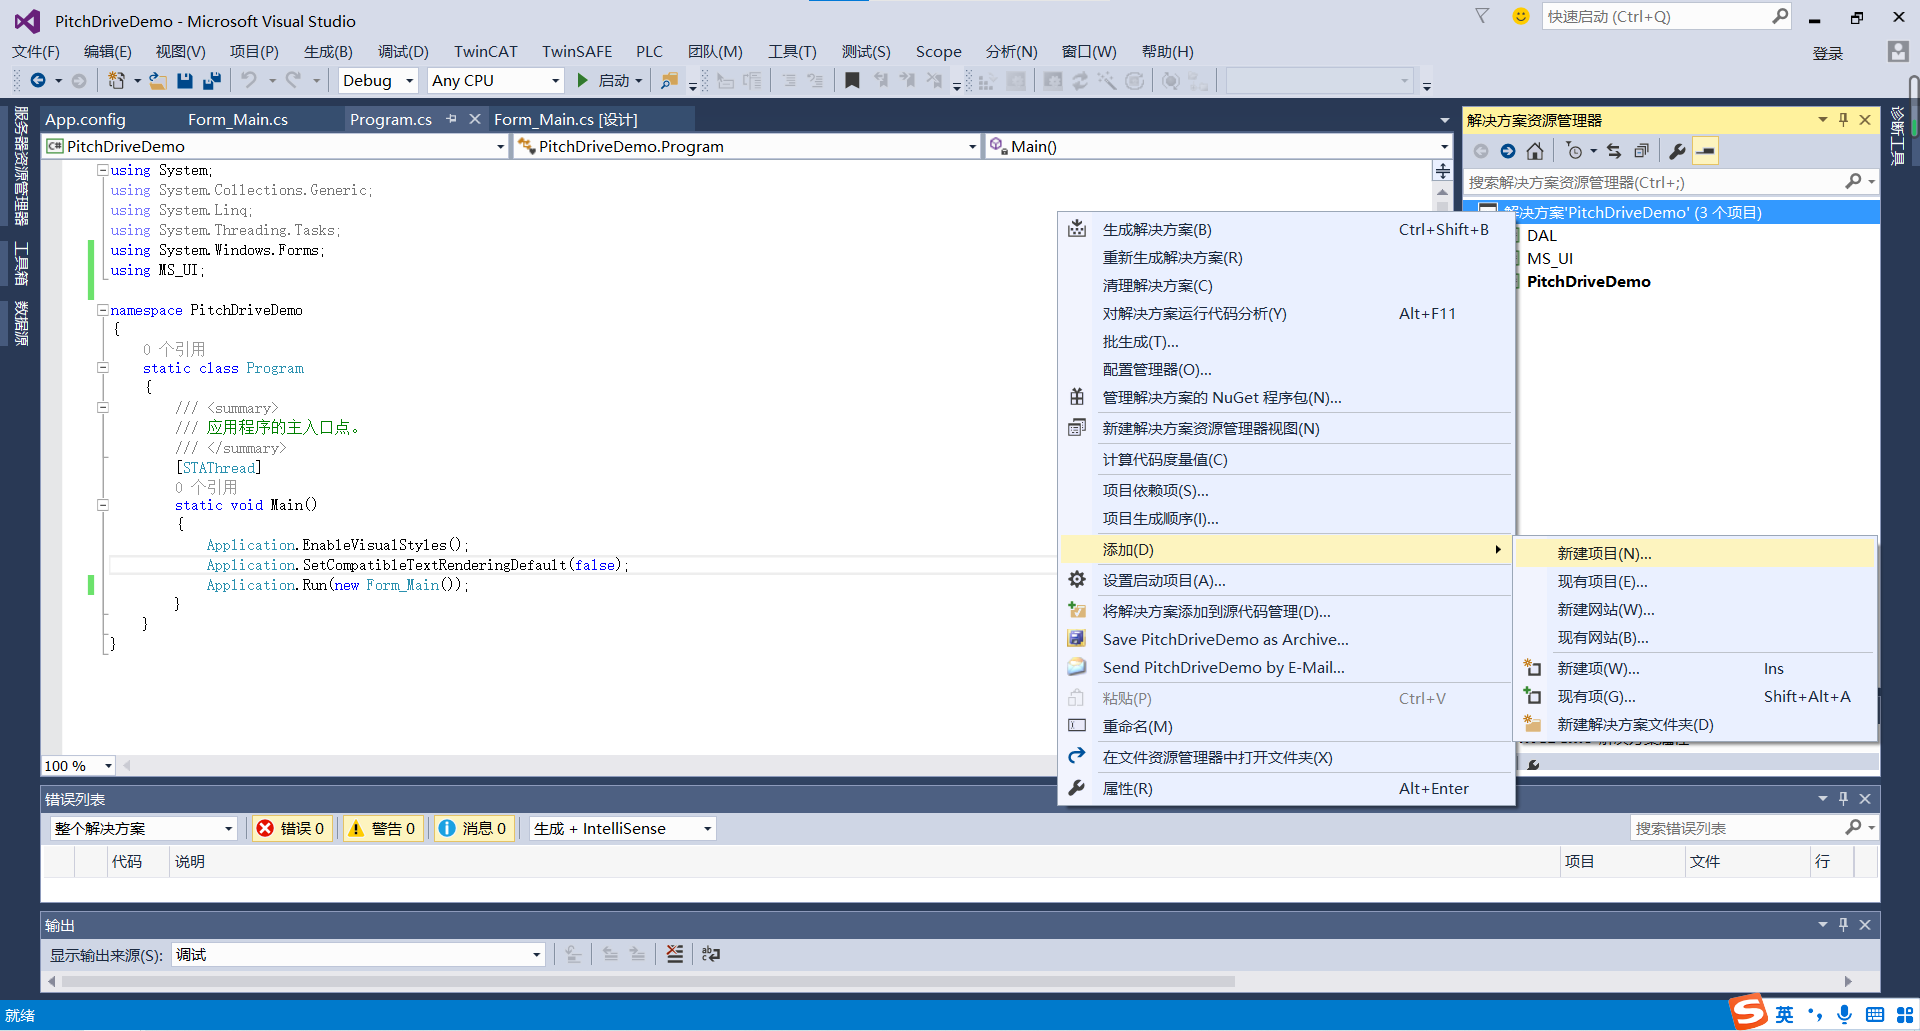 PitchDriveDemo - Microsoft Visual Studio
快速启动 (Ctrl+Q)
文件(F) 编辑(E) 视图(V) 项目(P) 生成(B) 调试(D) TwinCAT TwinSAFE PLC 团队(M) 工具(T) 测试(S) Scope 分析(N) 窗口(W) 帮助(H) 登录
Debug Any CPU 启动
服务器资源管理器
工具箱
数据源
App.config Form_Main.cs Program.cs Form_Main.cs [设计]
PitchDriveDemo PitchDriveDemo.Program Main()
using System;
using System.Collections.Generic;
using System.Linq;
using System.Threading.Tasks;
using System.Windows.Forms;
using MS_UI;
namespace PitchDriveDemo
{
0 个引用
static class Program
{
/// <summary>
/// 应用程序的主入口点。
/// </summary>
[STAThread]
0 个引用
static void Main()
{
Application.EnableVisualStyles();
Application.SetCompatibleTextRenderingDefault(false);
Application.Run(new Form_Main());
}
}
}
100 %
生成解决方案(B) Ctrl+Shift+B
重新生成解决方案(R)
清理解决方案(C)
对解决方案运行代码分析(Y) Alt+F11
批生成(T)...
配置管理器(O)...
管理解决方案的 NuGet 程序包(N)...
新建解决方案资源管理器视图(N)
计算代码度量值(C)
项目依赖项(S)...
项目生成顺序(I)...
添加(D)
设置启动项目(A)...
将解决方案添加到源代码管理(D)...
Save PitchDriveDemo as Archive...
Send PitchDriveDemo by E-Mail...
粘贴(P) Ctrl+V
重命名(M)
在文件资源管理器中打开文件夹(X)
属性(R) Alt+Enter
新建项目(N)...
现有项目(E)...
新建网站(W)...
现有网站(B)...
新建项(W)... Ins
现有项(G)... Shift+Alt+A
新建解决方案文件夹(D)
解决方案资源管理器
搜索解决方案资源管理器(Ctrl+;)
解决方案'PitchDriveDemo' (3 个项目)
DAL
MS_UI
PitchDriveDemo
诊断工具
错误列表
整个解决方案 错误 0 警告 0 消息 0 生成 + IntelliSense 搜索错误列表
代码 说明 项目 文件 行
输出
显示输出来源(S): 调试
就绪
英